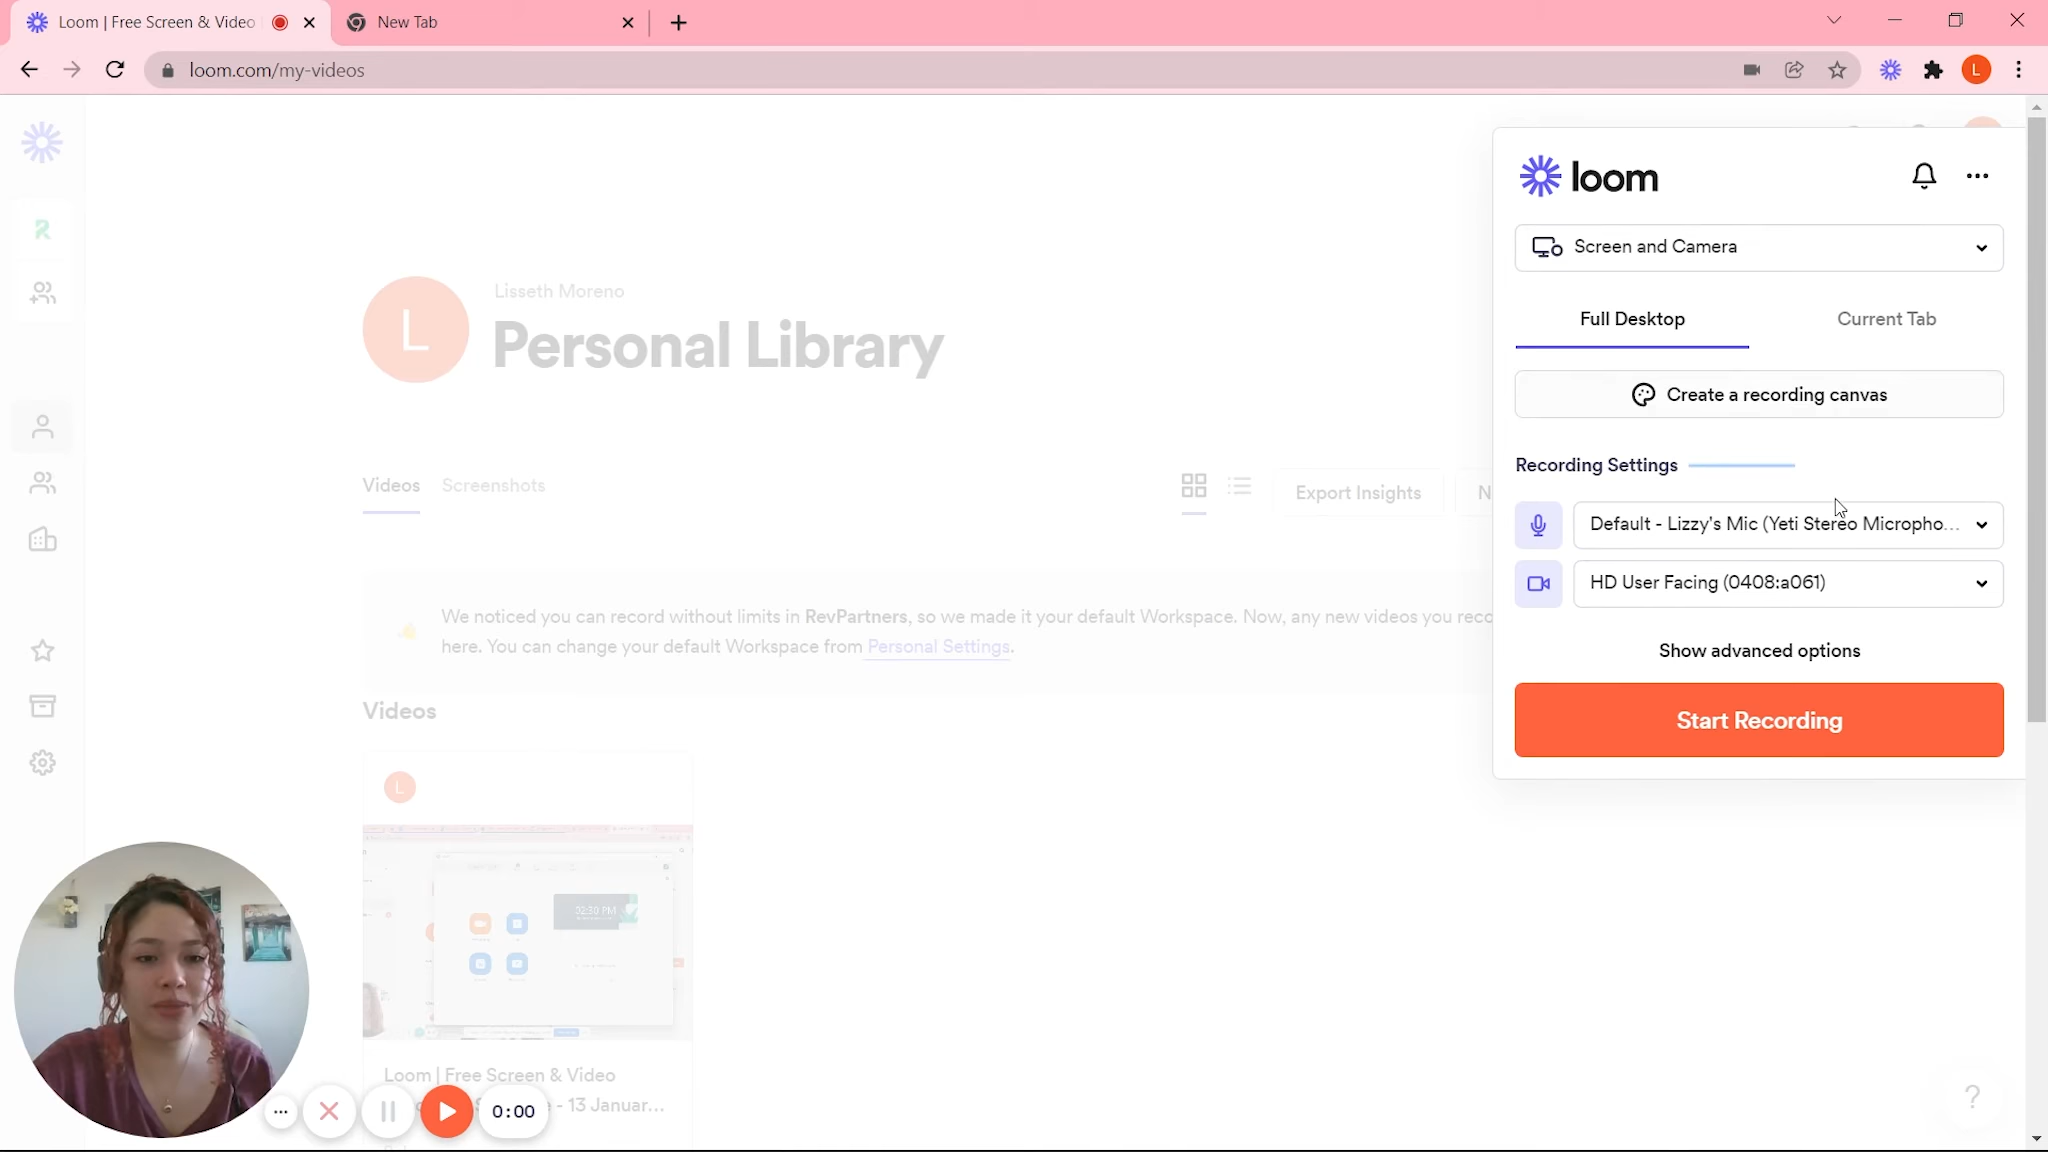 Loom | Free Screen & Video
New Tab
loom.com/my-videos
L
loom
Screen and Camera
Full Desktop
Current Tab
Create a recording canvas
Recording Settings
Default - Lizzy's Mic (Yeti Stereo Micropho...
HD User Facing (0408:a061)
Show advanced options
Start Recording
R
L
Lisseth Moreno
Personal Library
Videos
Screenshots
Export Insights
N
We noticed you can record without limits in RevPartners, so we made it your default Workspace. Now, any new videos you reco
here. You can change your default Workspace from Personal Settings.
Videos
L
02:30 PM
Loom | Free Screen & Video
- 13 Januar...
0:00
?